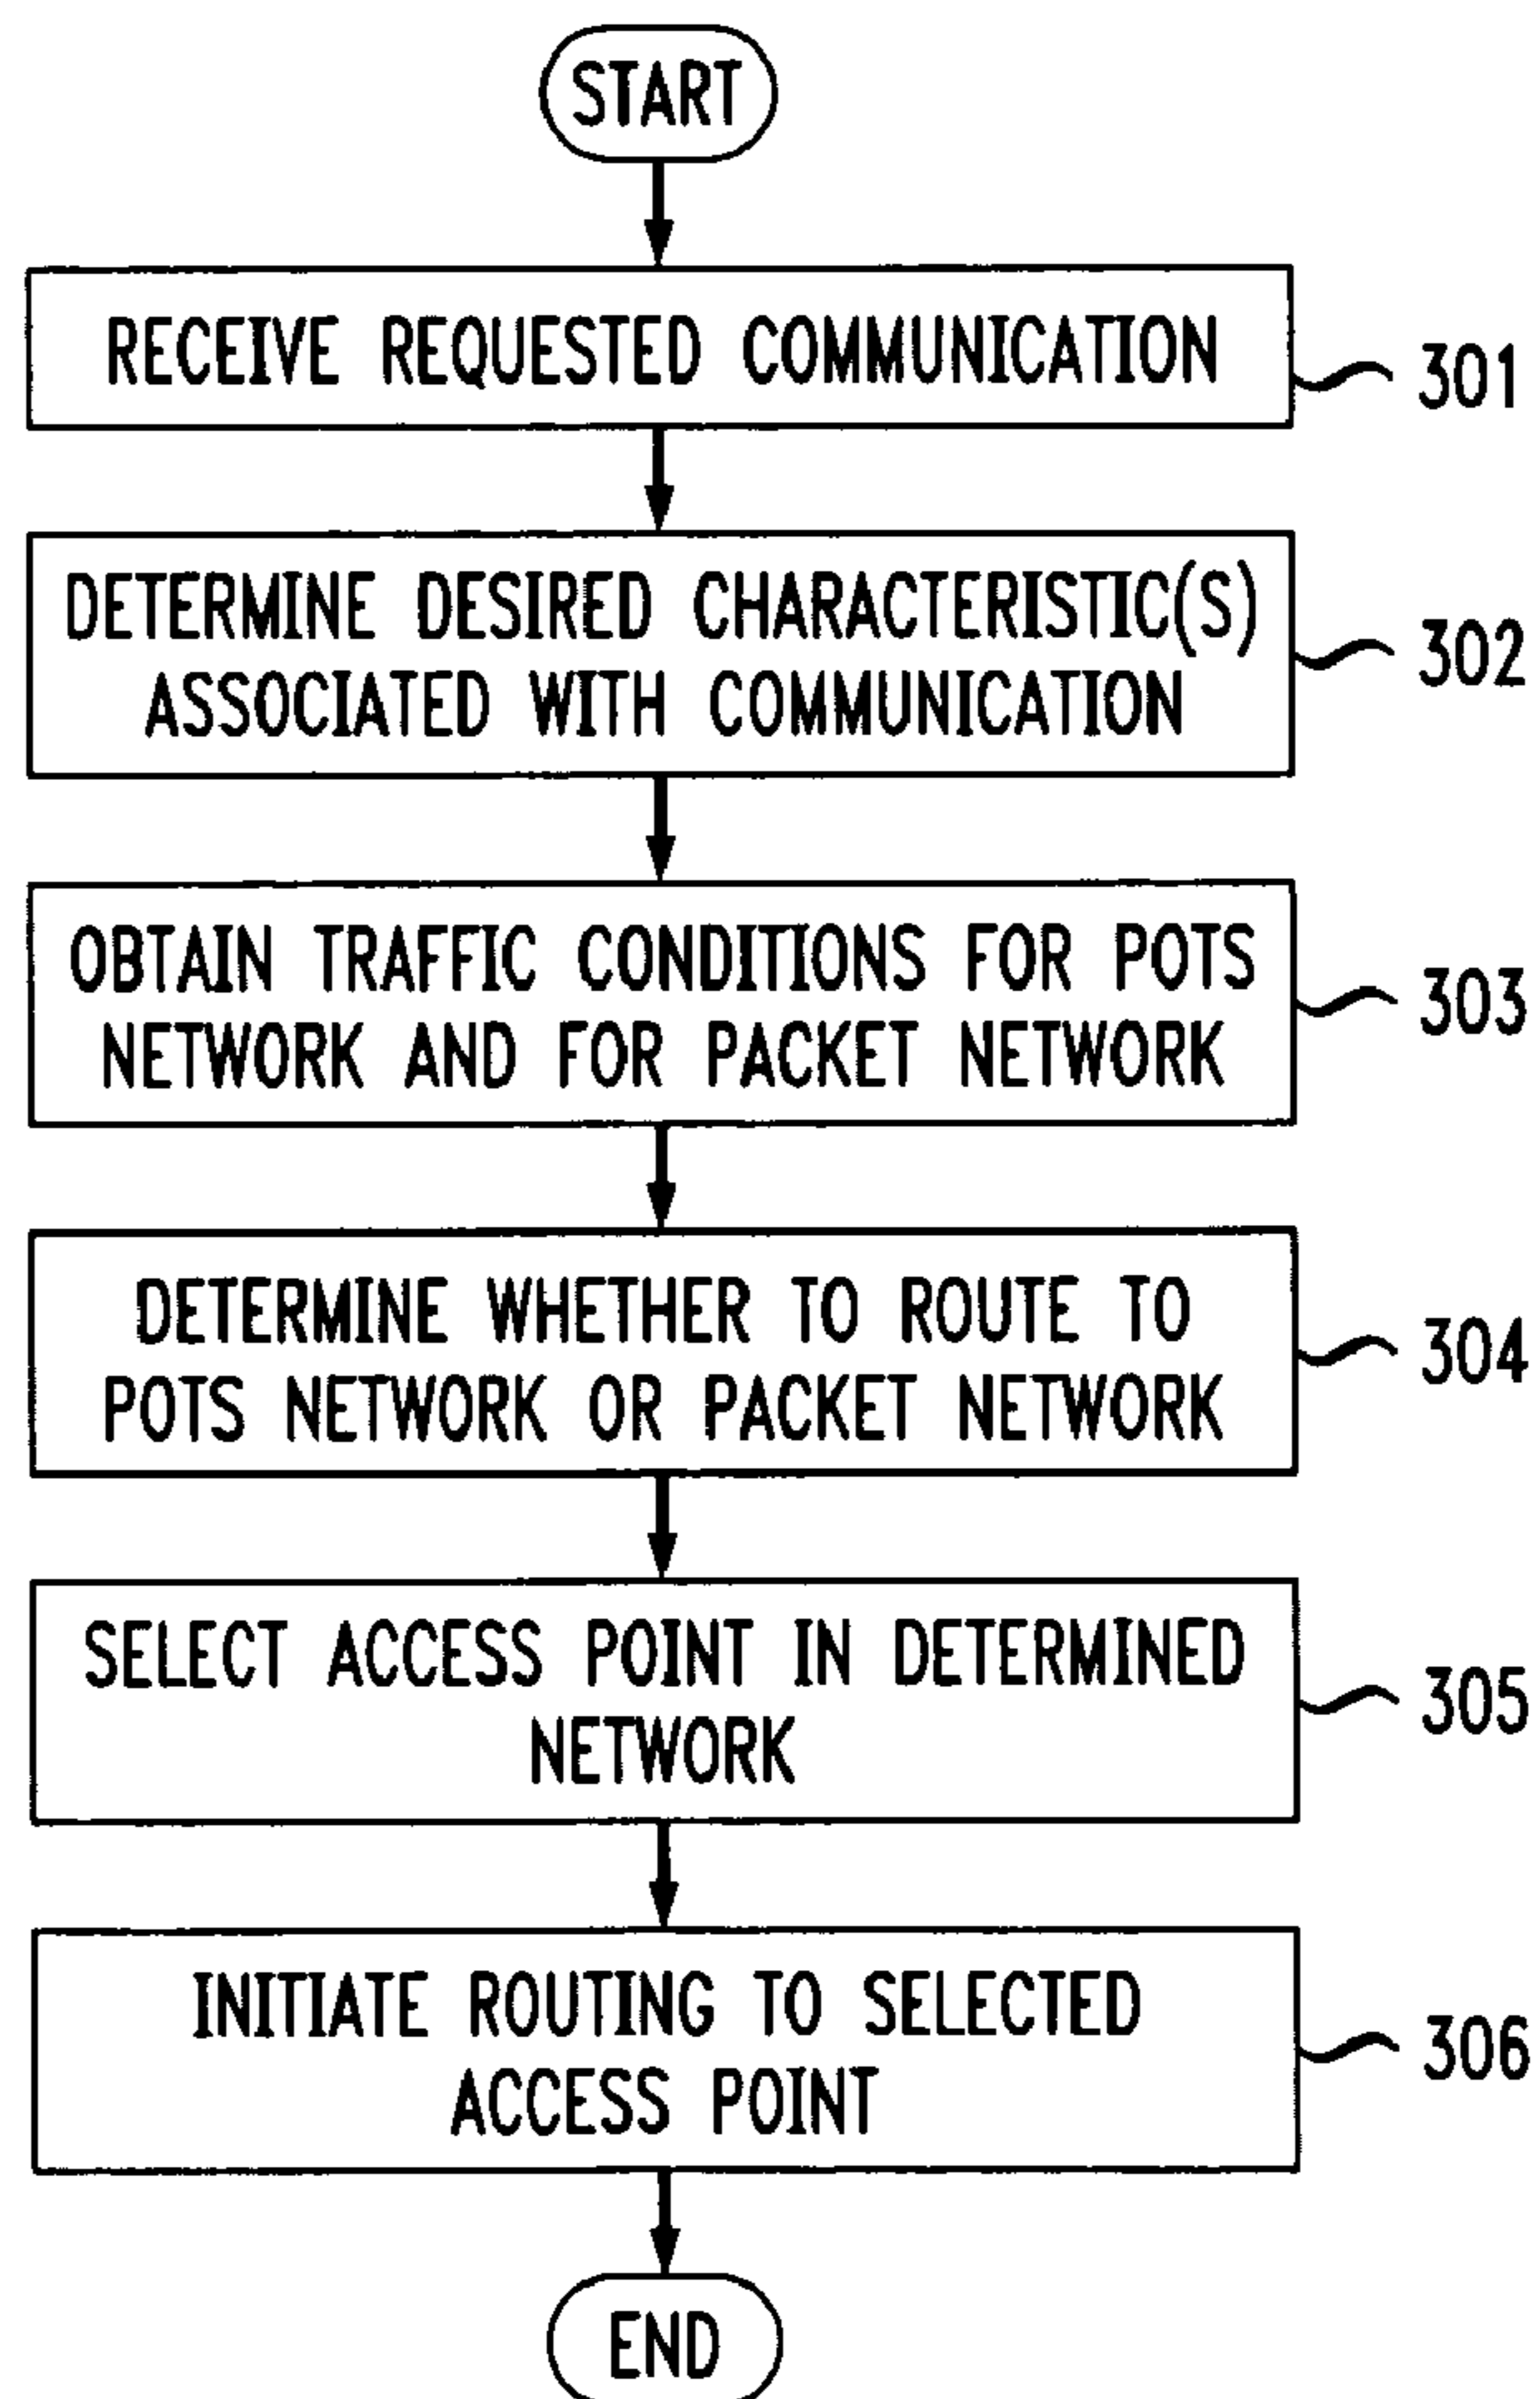 START
RECEIVE REQUESTED COMMUNICATION
301
DETERMINE DESIRED CHARACTERISTIC(S)
ASSOCIATED WITH COMMUNICATION
302
OBTAIN TRAFFIC CONDITIONS FOR POTS
NETWORK AND FOR PACKET NETWORK
303
DETERMINE WHETHER TO ROUTE TO
POTS NETWORK OR PACKET NETWORK
304
SELECT ACCESS POINT IN DETERMINED
NETWORK
305
INITIATE ROUTING TO SELECTED
ACCESS POINT
306
END